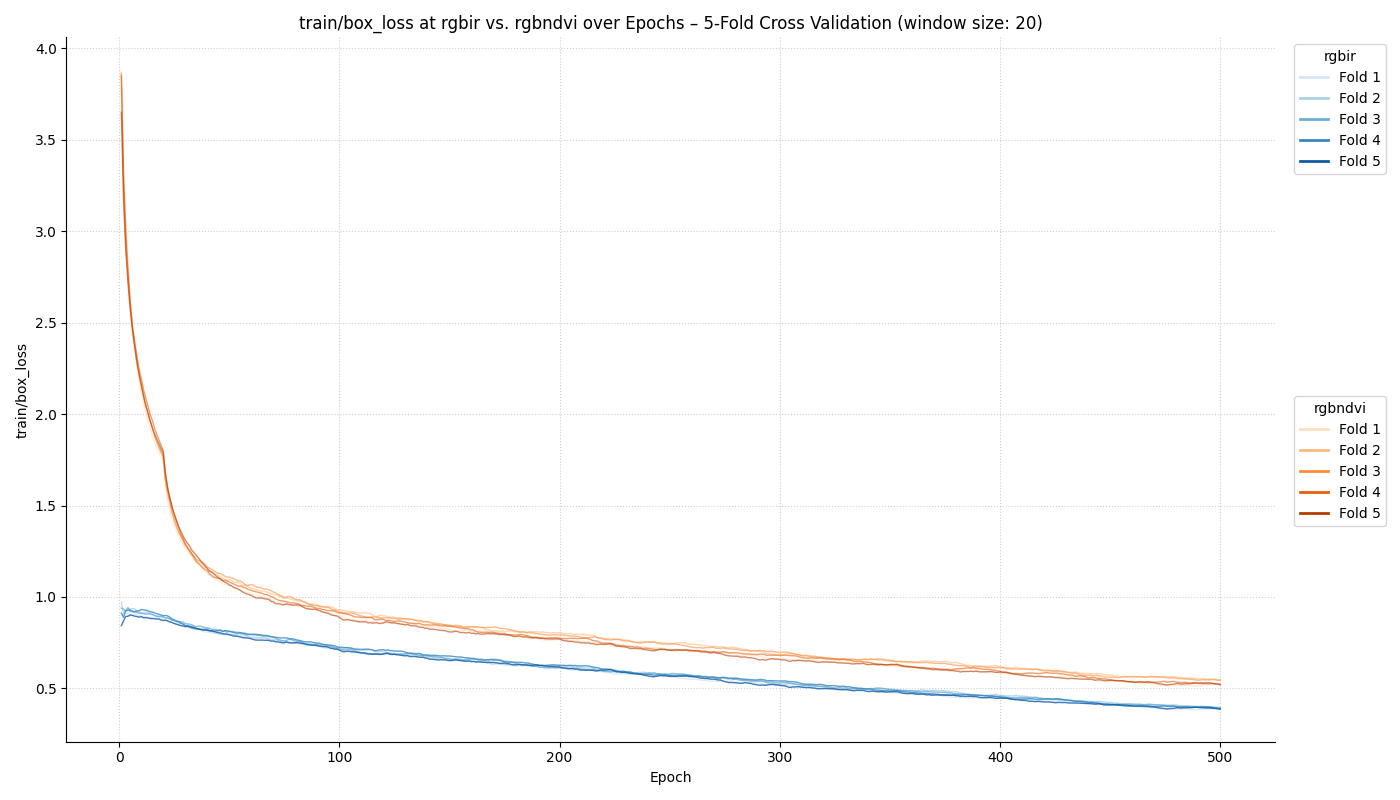 train/box_loss at rgbir vs. rgbndvi over Epochs – 5-Fold Cross Validation (window size: 20)
4.0
3.5
3.0
2.5
2.0
1.5
1.0
0.5
train/box_loss
0
100
200
300
400
500
Epoch
rgbir
Fold 1
Fold 2
Fold 3
Fold 4
Fold 5
rgbndvi
Fold 1
Fold 2
Fold 3
Fold 4
Fold 5